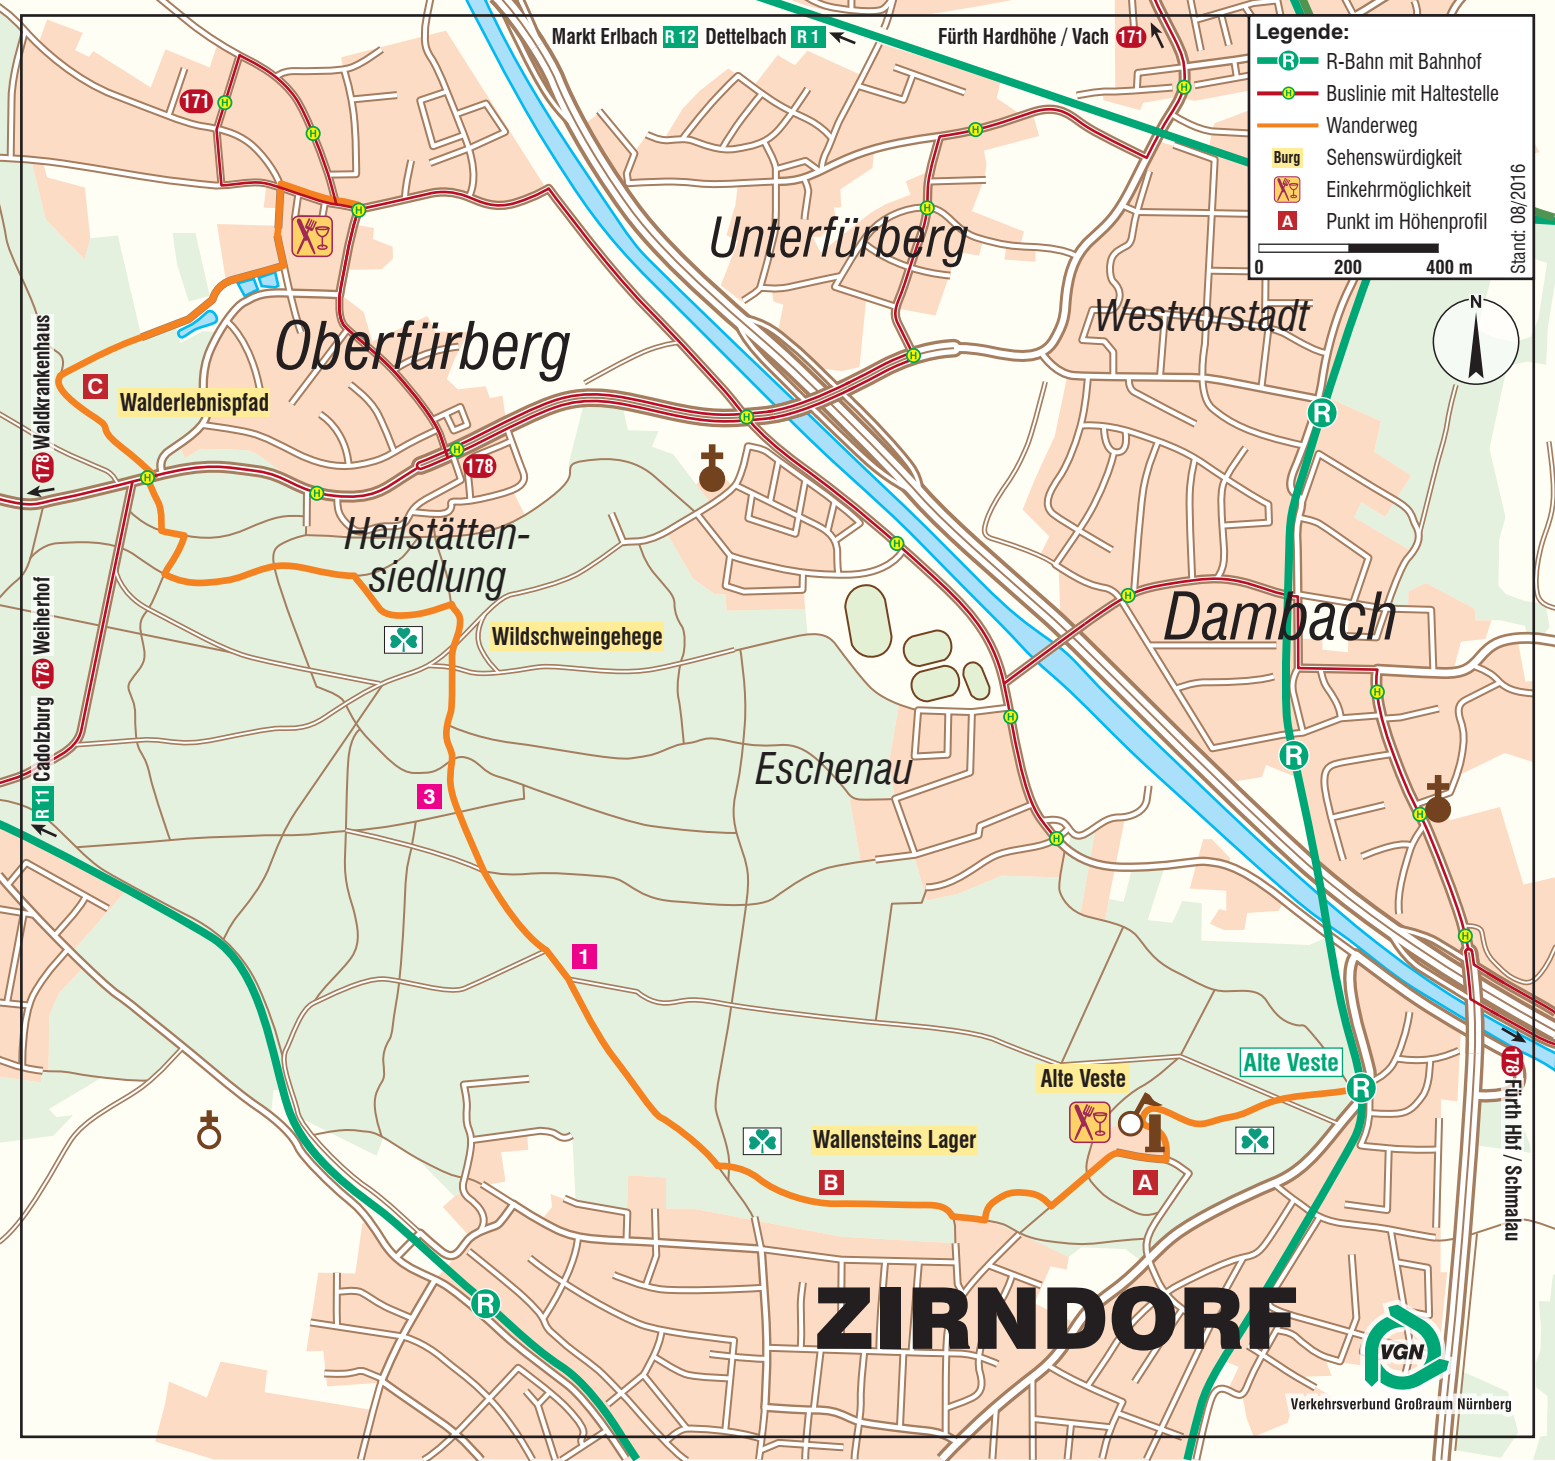 Markt Erlbach R 12 Dettelbach R 1
Fürth Hardhöhe / Vach 171
Legende:
R R-Bahn mit Bahnhof
H Buslinie mit Haltestelle
Wanderweg
Burg Sehenswürdigkeit
Einkehrmöglichkeit
A Punkt im Höhenprofil
0 200 400 m
Stand: 08/2016
N
171
H
H
H
H
H
H
Unterfürberg
Westvorstadt
Oberfürberg
H
H
R
C
Walderlebnispfad
178 Waldkrankenhaus
H
178
H
H
H
Heilstätten-
siedlung
H
H
Dambach
Wildschweingehege
178 Weiherhof
R 11 Cadolzburg
H
H
R
Eschenau
3
H
H
1
H
Alte Veste
Alte Veste
R
178 Fürth Hbf / Schmalau
Wallensteins Lager
B
A
R
ZIRNDORF
VGN
Verkehrsverbund Großraum Nürnberg